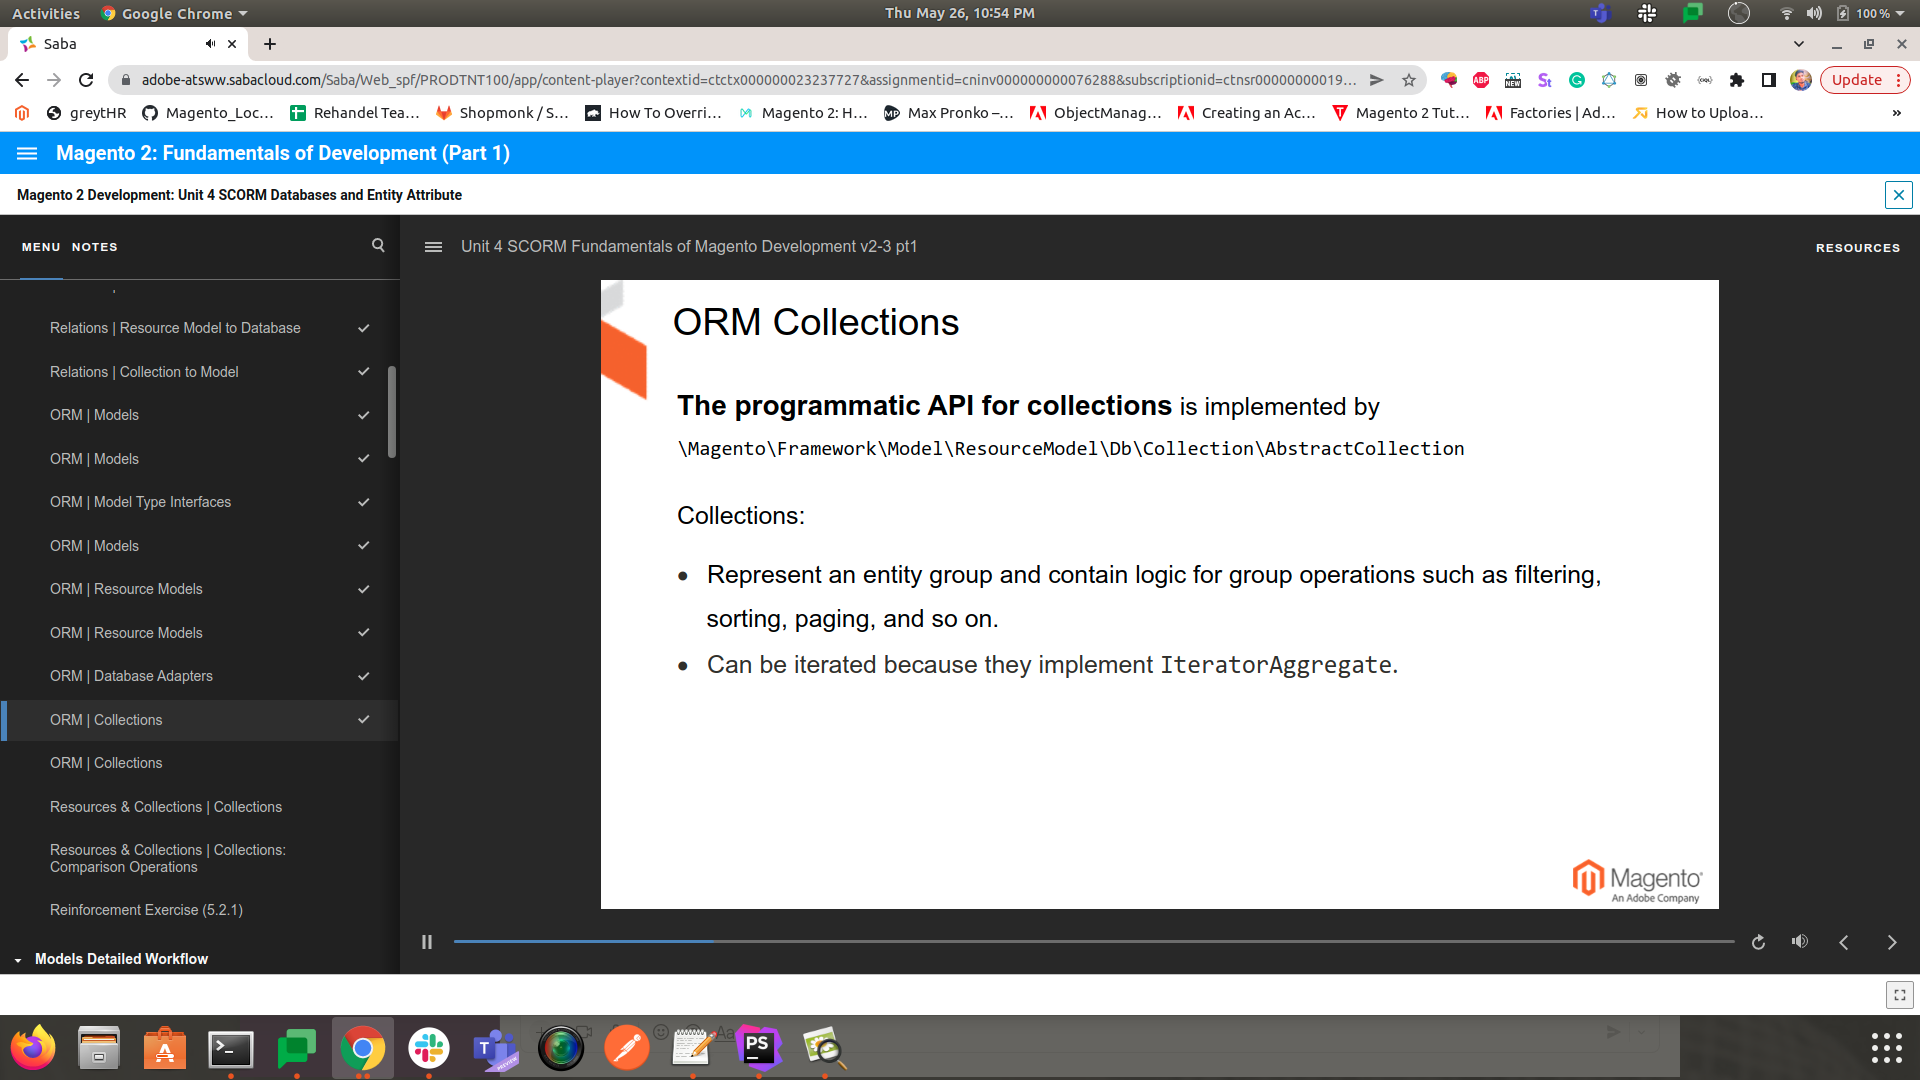 Activities
Google Chrome
Thu May 26, 10:54 PM
100 %
Saba
adobe-atsww.sabacloud.com/Saba/Web_spf/PRODTNT100/app/content-player?contextid=ctctx000000023237727&assignmentid=cninv000000000076288&subscriptionid=ctnsr00000000019...
ABP
NEW
St
Update
greytHR
Magento_Loc...
Rehandel Tea...
Shopmonk / S...
How To Overri...
Magento 2: H...
Max Pronko –...
ObjectManag...
Creating an Ac...
Magento 2 Tut...
Factories | Ad...
How to Uploa...
»
Magento 2: Fundamentals of Development (Part 1)
Magento 2 Development: Unit 4 SCORM Databases and Entity Attribute
MENU NOTES
Unit 4 SCORM Fundamentals of Magento Development v2-3 pt1
RESOURCES
Relations | Resource Model to Database
Relations | Collection to Model
ORM | Models
ORM | Models
ORM | Model Type Interfaces
ORM | Models
ORM | Resource Models
ORM | Resource Models
ORM | Database Adapters
ORM | Collections
ORM | Collections
Resources & Collections | Collections
Resources & Collections | Collections:
Comparison Operations
Reinforcement Exercise (5.2.1)
Models Detailed Workflow
ORM Collections
The programmatic API for collections is implemented by
\Magento\Framework\Model\ResourceModel\Db\Collection\AbstractCollection
Collections:
• Represent an entity group and contain logic for group operations such as filtering,
sorting, paging, and so on.
• Can be iterated because they implement IteratorAggregate.
Magento
An Adobe Company
PS